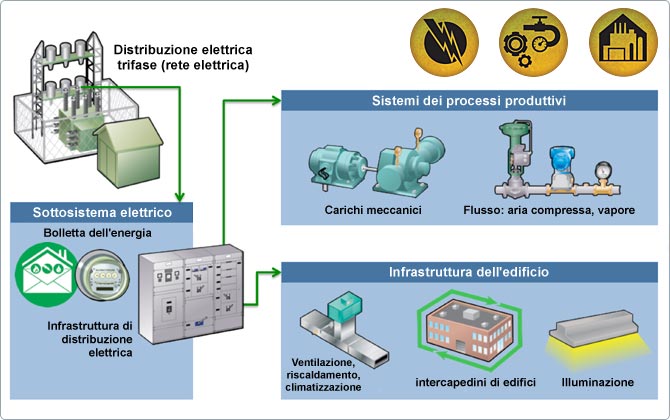 Distribuzione elettrica
trifase (rete elettrica)
Sistemi dei processi produttivi
Carichi meccanici
Flusso: aria compressa, vapore
Sottosistema elettrico
Bolletta dell'energia
Infrastruttura di
distribuzione
elettrica
Infrastruttura dell'edificio
Ventilazione,
riscaldamento,
climatizzazione
intercapedini di edifici
Illuminazione